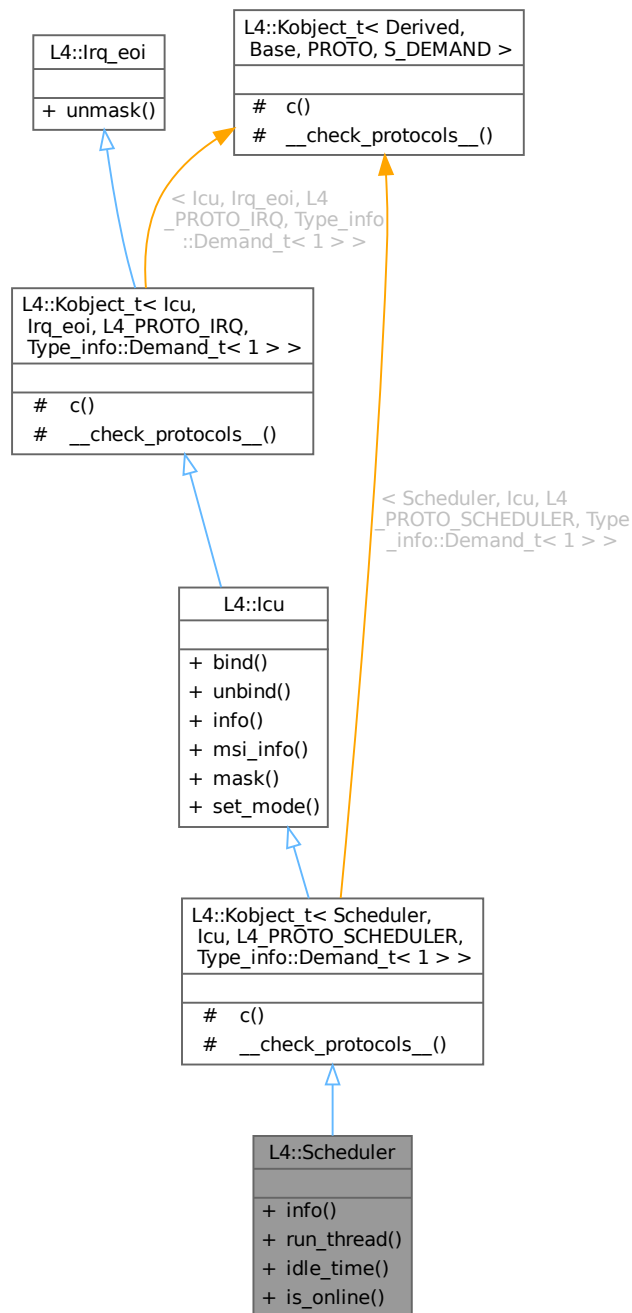 L4::Irq_eoi
+ unmask()
L4::Kobject_t< Derived,
Base, PROTO, S_DEMAND >
# c()
# __check_protocols__()
< Icu, Irq_eoi, L4
_PROTO_IRQ, Type_info
::Demand_t< 1 > >
L4::Kobject_t< Icu,
Irq_eoi, L4_PROTO_IRQ,
Type_info::Demand_t< 1 > >
# c()
# __check_protocols__()
< Scheduler, Icu, L4
_PROTO_SCHEDULER, Type
_info::Demand_t< 1 > >
L4::Icu
+ bind()
+ unbind()
+ info()
+ msi_info()
+ mask()
+ set_mode()
L4::Kobject_t< Scheduler,
Icu, L4_PROTO_SCHEDULER,
Type_info::Demand_t< 1 > >
# c()
# __check_protocols__()
L4::Scheduler
+ info()
+ run_thread()
+ idle_time()
+ is_online()